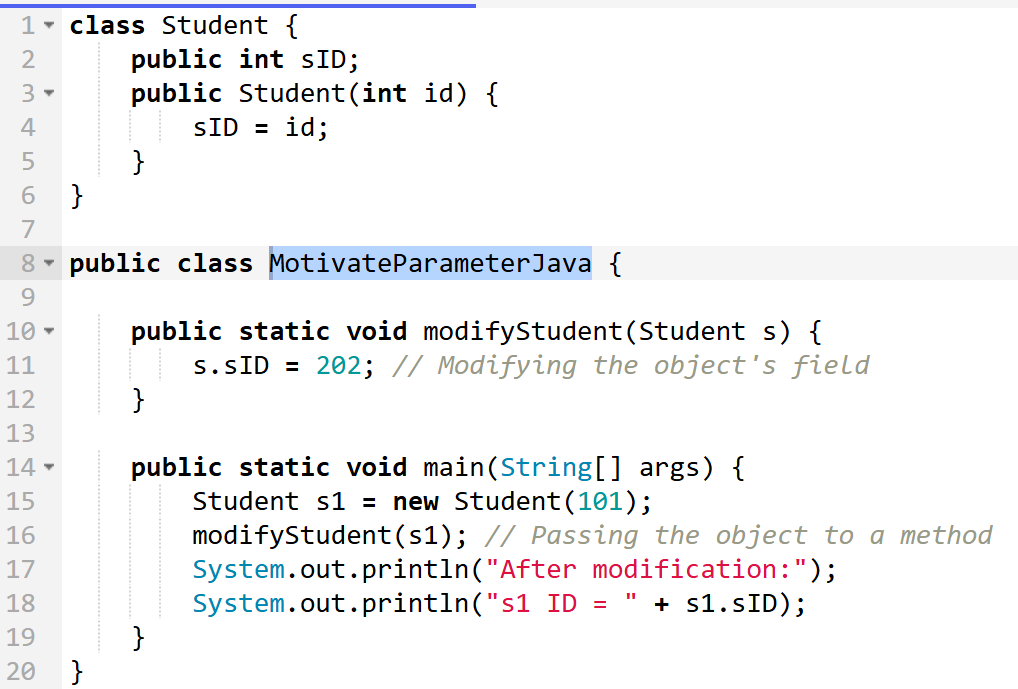 1 class Student {
2     public int sID;
3     public Student(int id) {
4         sID = id;
5     }
6 }
7
8 public class MotivateParameterJava {
9
10     public static void modifyStudent(Student s) {
11         s.sID = 202; // Modifying the object's field
12     }
13
14     public static void main(String[] args) {
15         Student s1 = new Student(101);
16         modifyStudent(s1); // Passing the object to a method
17         System.out.println("After modification:");
18         System.out.println("s1 ID = " + s1.sID);
19     }
20 }